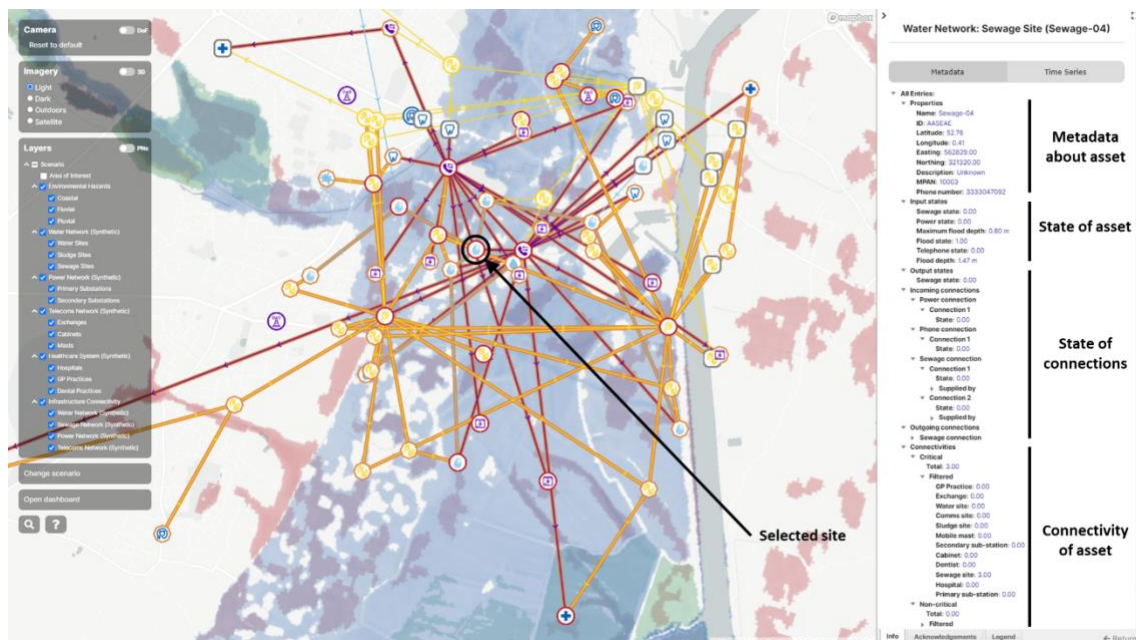 Camera
DoF
Reset to default
Imagery
3D
Light
Dark
Outdoors
Satellite
Layers
PNs
Scenario
Area of Interest
Environmental Hazards
Coastal
Fluvial
Pluvial
Water Network (Synthetic)
Water Sites
Sludge Sites
Sewage Sites
Power Network (Synthetic)
Primary Substations
Secondary Substations
Telecoms Network (Synthetic)
Exchanges
Cabinets
Masts
Healthcare System (Synthetic)
Hospitals
GP Practices
Dental Practices
Infrastructure Connectivity
Water Network (Synthetic)
Sewage Network (Synthetic)
Power Network (Synthetic)
Telecoms Network (Synthetic)
Change scenario
Open dashboard
?
mapbox
Selected site
Water Network: Sewage Site (Sewage-04)
Metadata
Time Series
All Entries:
Properties
Name: Sewage-04
ID: AASEAE
Latitude: 52.76
Longitude: 0.41
Easting: 562829.00
Northing: 321320.00
Description: Unknown
MPAN: 10003
Phone number: 3333047092
Metadata
about asset
Input states
Sewage state: 0.00
Power state: 0.00
Maximum flood depth: 0.80 m
Flood state: 1.00
Telephone state: 0.00
Flood depth: 1.47 m
State of asset
Output states
Sewage state: 0.00
Incoming connections
Power connection
Connection 1
State: 0.00
Phone connection
Connection 1
State: 0.00
Sewage connection
Connection 1
State: 0.00
Supplied by
Connection 2
State: 0.00
Supplied by
Outgoing connections
Sewage connection
State of
connections
Connectivities
Critical
Total: 3.00
Filtered
GP Practice: 0.00
Exchange: 0.00
Water site: 0.00
Comms site: 0.00
Sludge site: 0.00
Mobile mast: 0.00
Secondary sub-station: 0.00
Cabinet: 0.00
Dentist: 0.00
Sewage site: 3.00
Hospital: 0.00
Primary sub-station: 0.00
Non-critical
Total: 0.00
Filtered
Connectivity
of asset
Info
Acknowledgements
Legend
Return